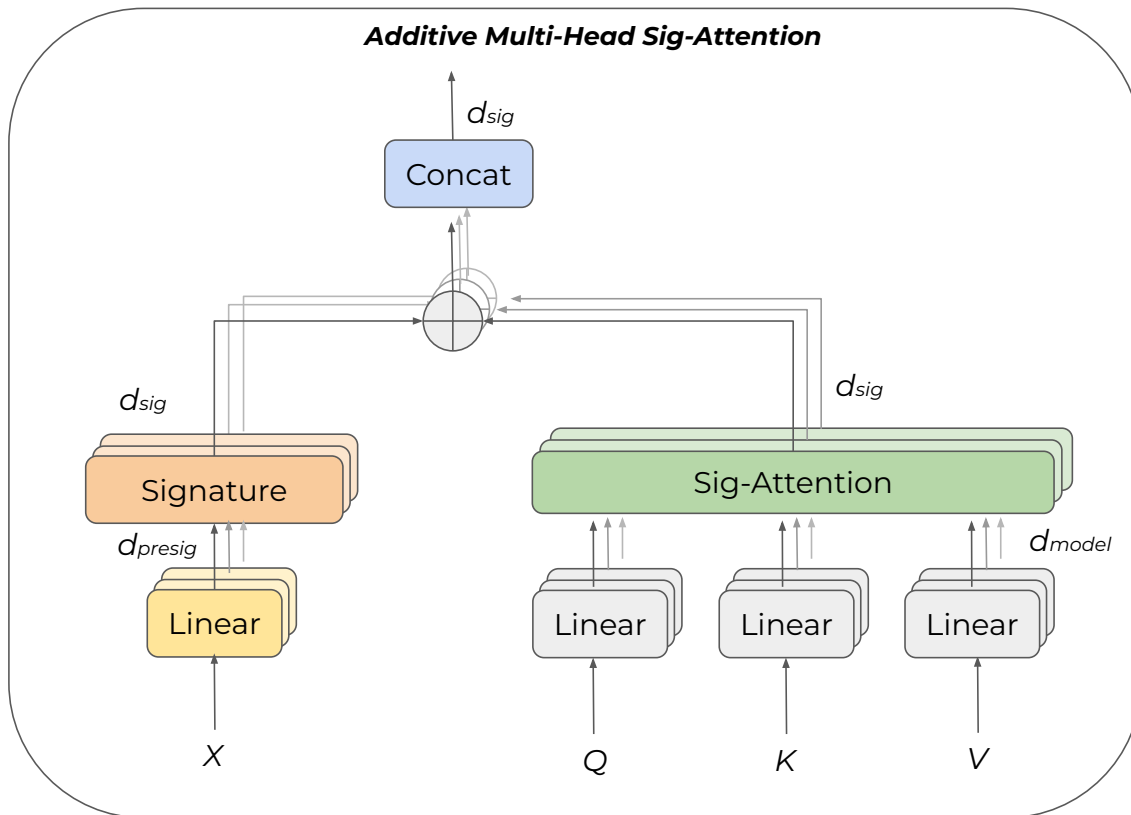 Additive Multi-Head Sig-Attention
dsig
Concat
dsig
dsig
Signature
Sig-Attention
dpresig
dmodel
Linear
Linear
Linear
Linear
X
Q
K
V